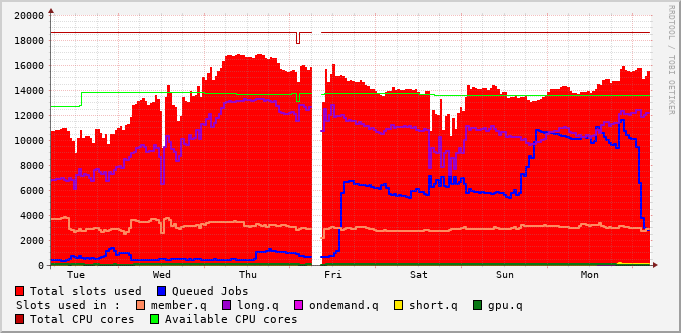 20000
18000
16000
14000
12000
10000
8000
6000
4000
2000
0
Tue Wed Thu Fri Sat Sun Mon
RRDTOOL / TOBI OETIKER
Total slots used Queued Jobs
Slots used in : member.q long.q ondemand.q short.q gpu.q
Total CPU cores Available CPU cores